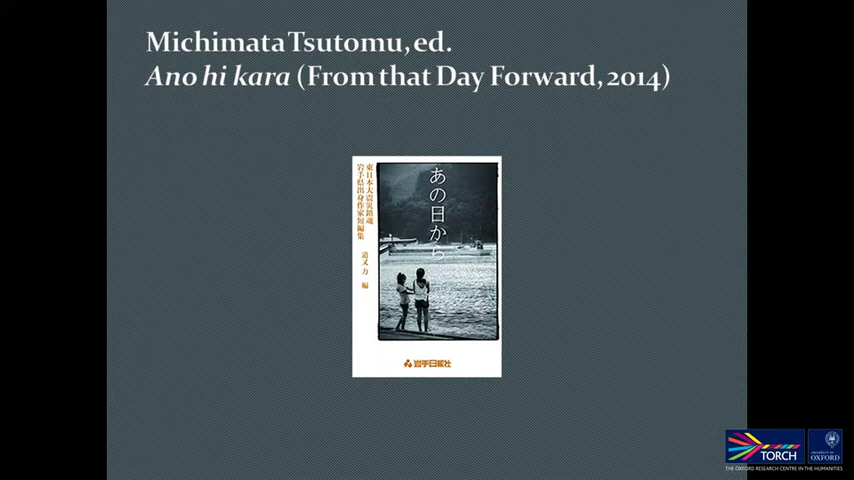 Michimata Tsutomu, ed.
Ano hi kara (From that Day Forward, 2014)
あの日から
東日本大震災鎮魂
岩手県出身作家短編集
道又 力 編
岩手日報社
TORCH
UNIVERSITY OF
OXFORD
THE OXFORD RESEARCH CENTRE IN THE HUMANITIES